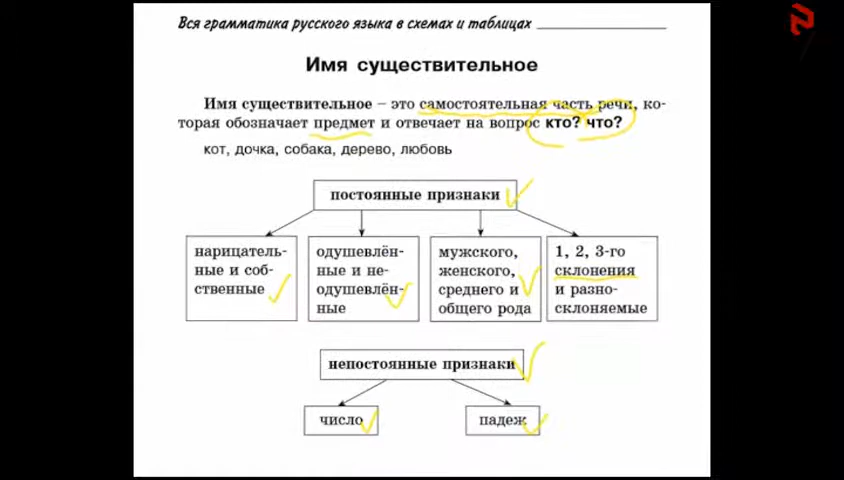 Вся грамматика русского языка в схемах и таблицах
Имя существительное
Имя существительное – это самостоятельная часть речи, ко-
торая обозначает предмет и отвечает на вопрос кто? что?
кот, дочка, собака, дерево, любовь
постоянные признаки
нарицатель-
ные и соб-
ственные
одушевлён-
ные и не-
одушевлён-
ные
мужского,
женского,
среднего и
общего рода
1, 2, 3-го
склонения
и разно-
склоняемые
непостоянные признаки
число
падеж